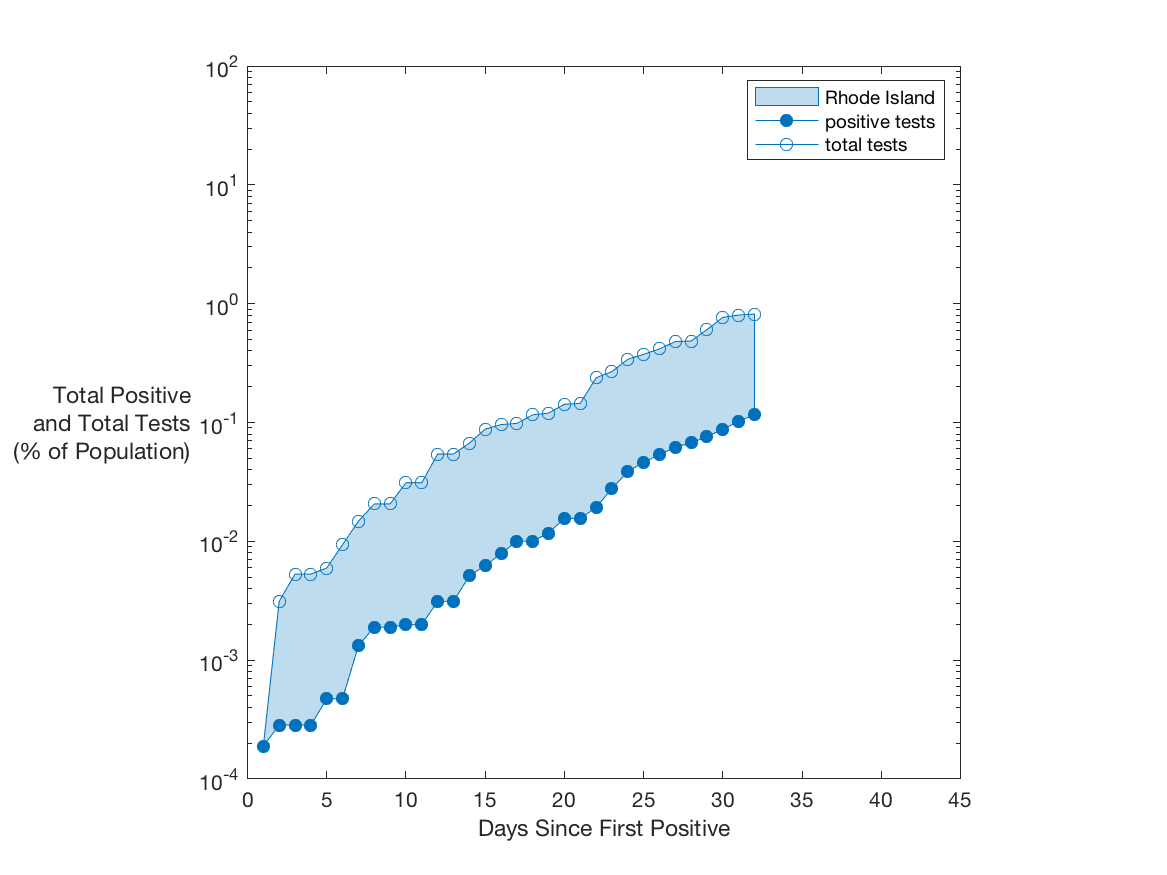 10^2
10^1
10^0
10^-1
10^-2
10^-3
10^-4
Total Positive
and Total Tests
(% of Population)
Rhode Island
positive tests
total tests
0 5 10 15 20 25 30 35 40 45
Days Since First Positive